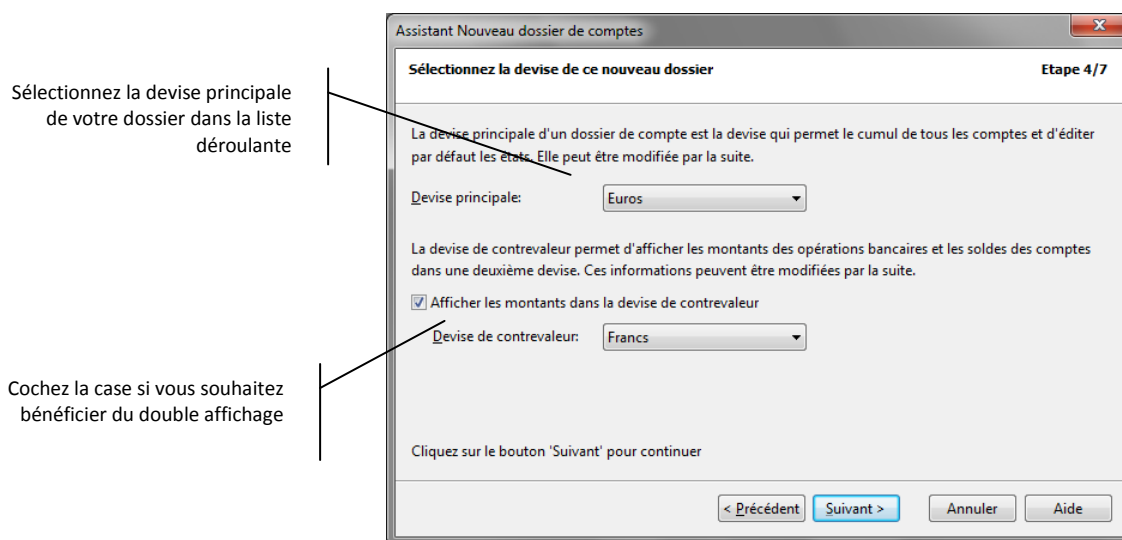 Assistant Nouveau dossier de comptes
Sélectionnez la devise de ce nouveau dossier
Etape 4/7
Sélectionnez la devise principale
de votre dossier dans la liste
déroulante
La devise principale d'un dossier de compte est la devise qui permet le cumul de tous les comptes et d'éditer
par défaut les états. Elle peut être modifiée par la suite.
Devise principale:
Euros
La devise de contrevaleur permet d'afficher les montants des opérations bancaires et les soldes des comptes
dans une deuxième devise. Ces informations peuvent être modifiées par la suite.
Afficher les montants dans la devise de contrevaleur
Devise de contrevaleur:
Francs
Cochez la case si vous souhaitez
bénéficier du double affichage
Cliquez sur le bouton 'Suivant' pour continuer
< Précédent
Suivant >
Annuler
Aide